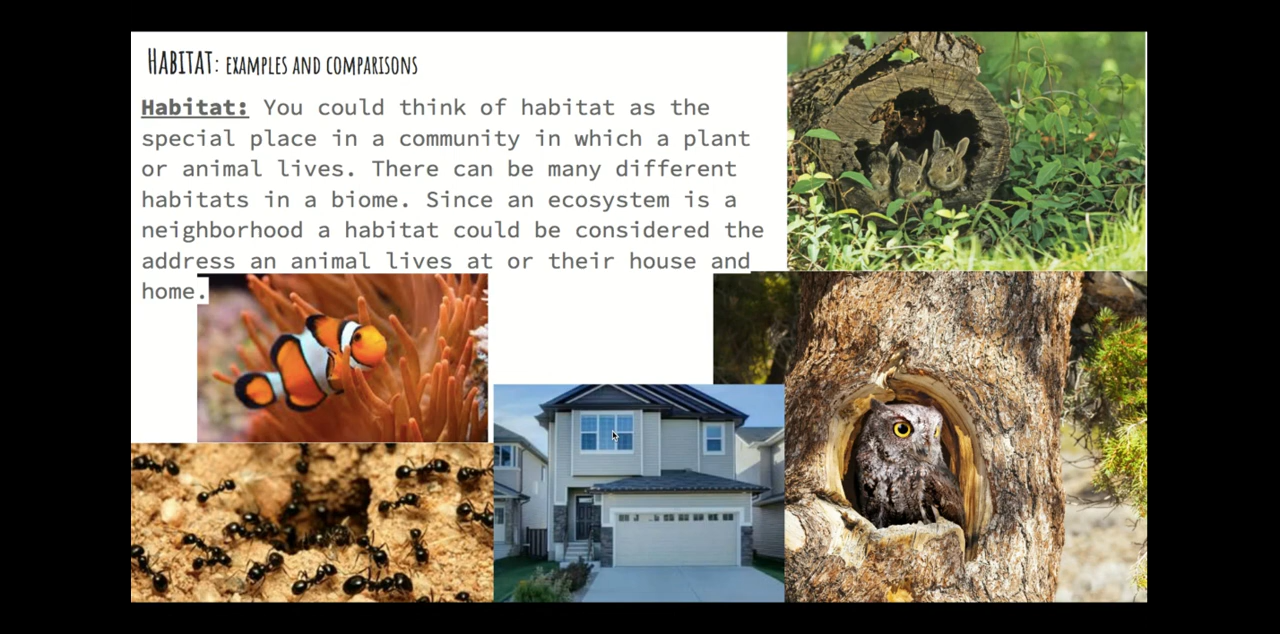 Habitat: examples and comparisons
Habitat: You could think of habitat as the
special place in a community in which a plant
or animal lives. There can be many different
habitats in a biome. Since an ecosystem is a
neighborhood a habitat could be considered the
address an animal lives at or their house and
home.